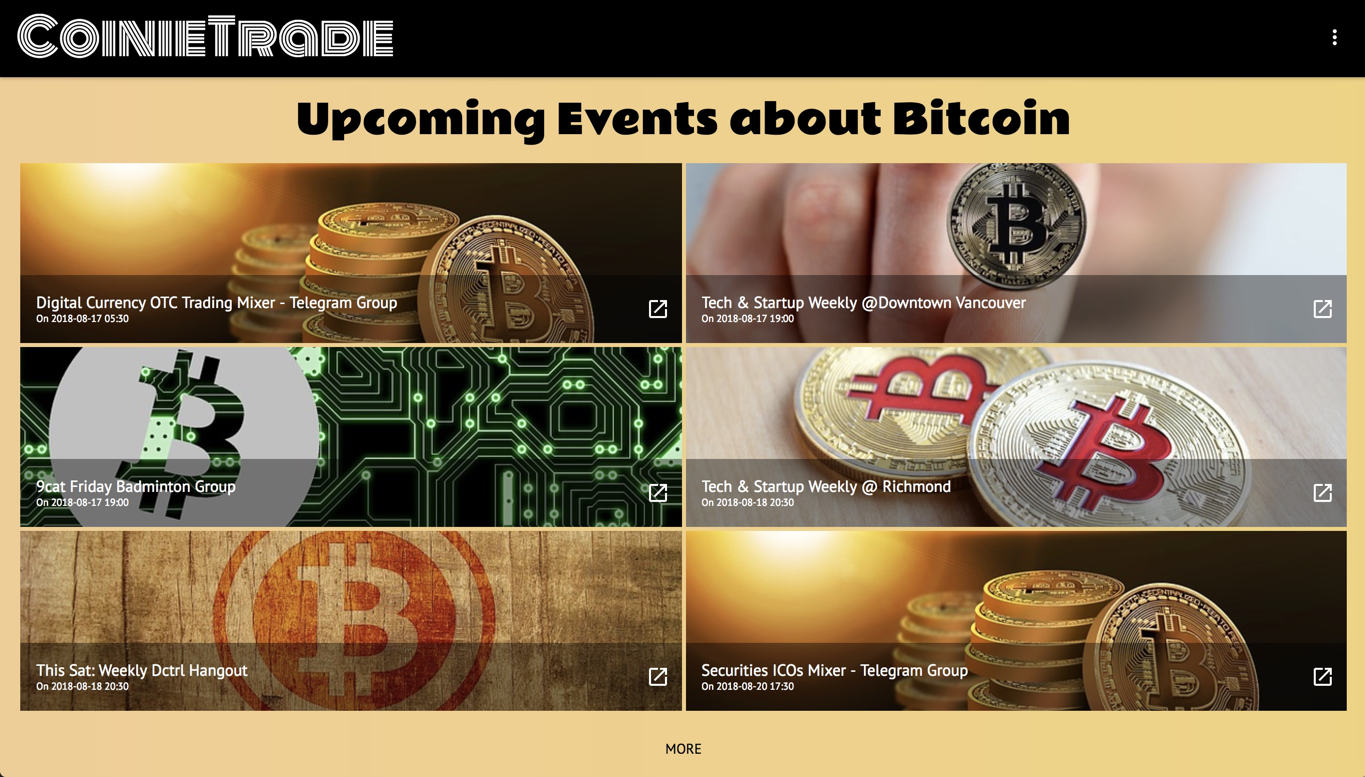 CoinieTrade
Upcoming Events about Bitcoin
Digital Currency OTC Trading Mixer - Telegram Group
On 2018-08-17 05:30
Tech & Startup Weekly @Downtown Vancouver
On 2018-08-17 19:00
9cat Friday Badminton Group
On 2018-08-17 19:00
Tech & Startup Weekly @ Richmond
On 2018-08-18 20:30
This Sat: Weekly Dctrl Hangout
On 2018-08-18 20:30
Securities ICOs Mixer - Telegram Group
On 2018-08-20 17:30
MORE